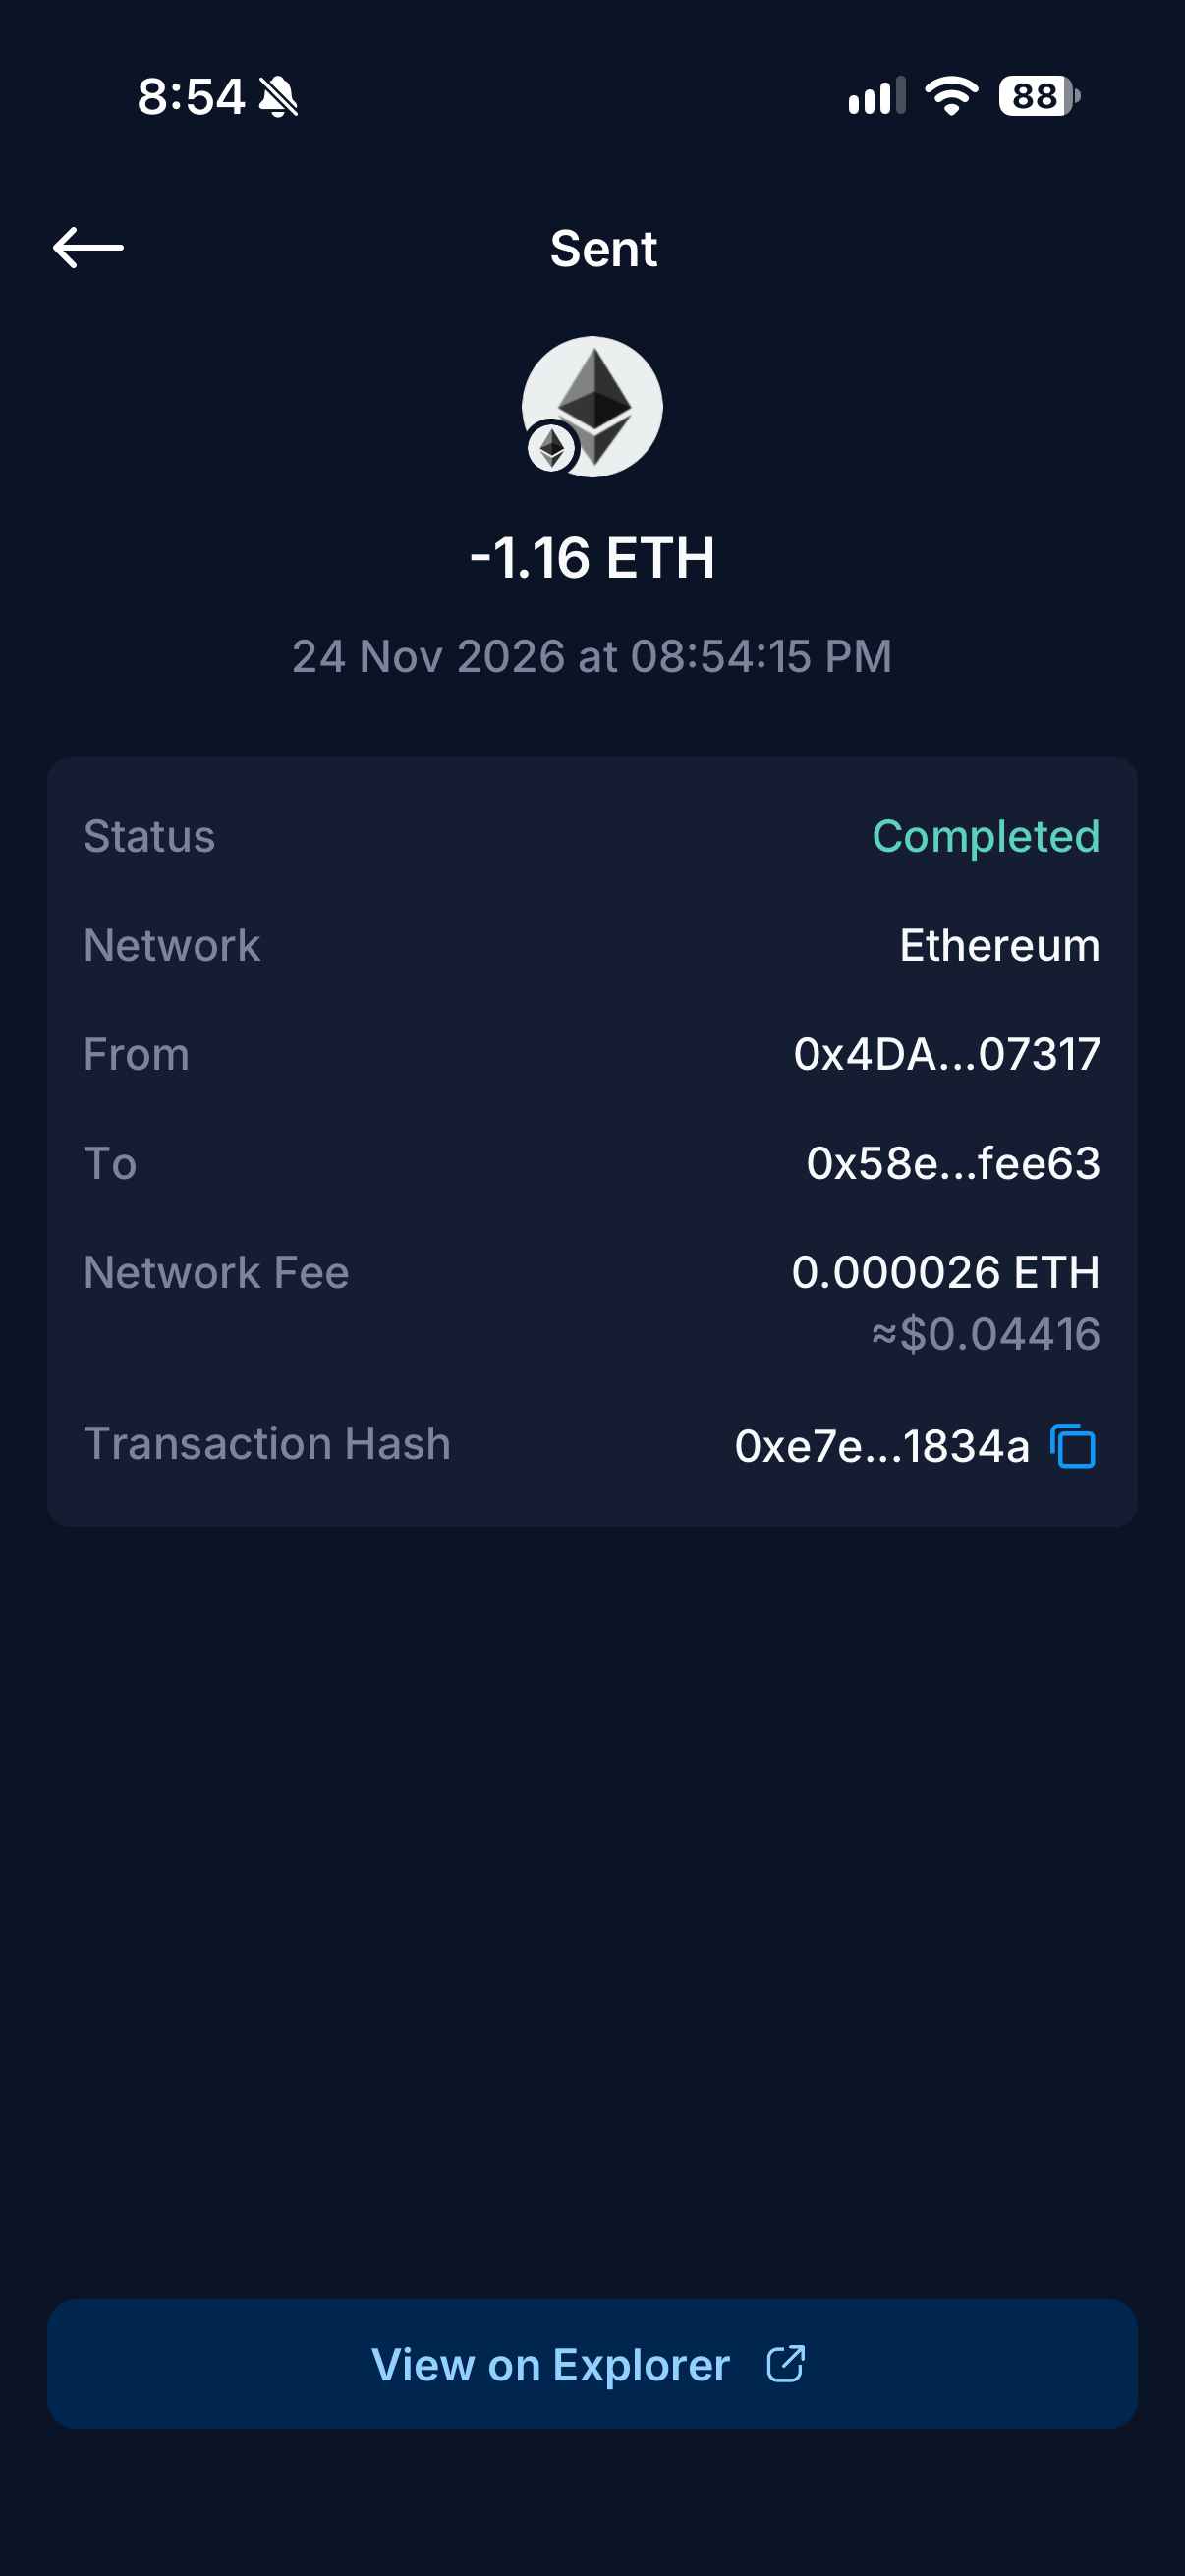 8:54
88
Sent
-1.16 ETH
24 Nov 2026 at 08:54:15 PM
Status Completed
Network Ethereum
From 0x4DA...07317
To 0x58e...fee63
Network Fee 0.000026 ETH
≈$0.04416
Transaction Hash 0xe7e...1834a
View on Explorer